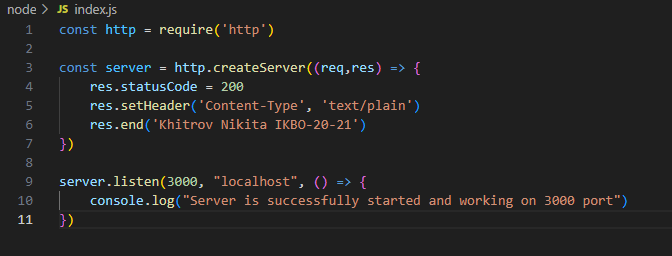 node > JS index.js
1 const http = require('http')
2
3 const server = http.createServer((req,res) => {
4     res.statusCode = 200
5     res.setHeader('Content-Type', 'text/plain')
6     res.end('Khitrov Nikita IKBO-20-21')
7 })
8
9 server.listen(3000, "localhost", () => {
10     console.log("Server is successfully started and working on 3000 port")
11 })